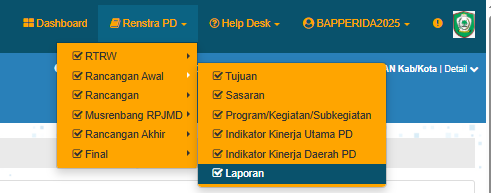 Dashboard Renstra PD Help Desk BAPPERIDA2025
AN Kab/Kota | Detail
RTRW
Rancangan Awal
Rancangan
Musrenbang RPJMD
Rancangan Akhir
Final
Tujuan
Sasaran
Program/Kegiatan/Subkegiatan
Indikator Kinerja Utama PD
Indikator Kinerja Daerah PD
Laporan